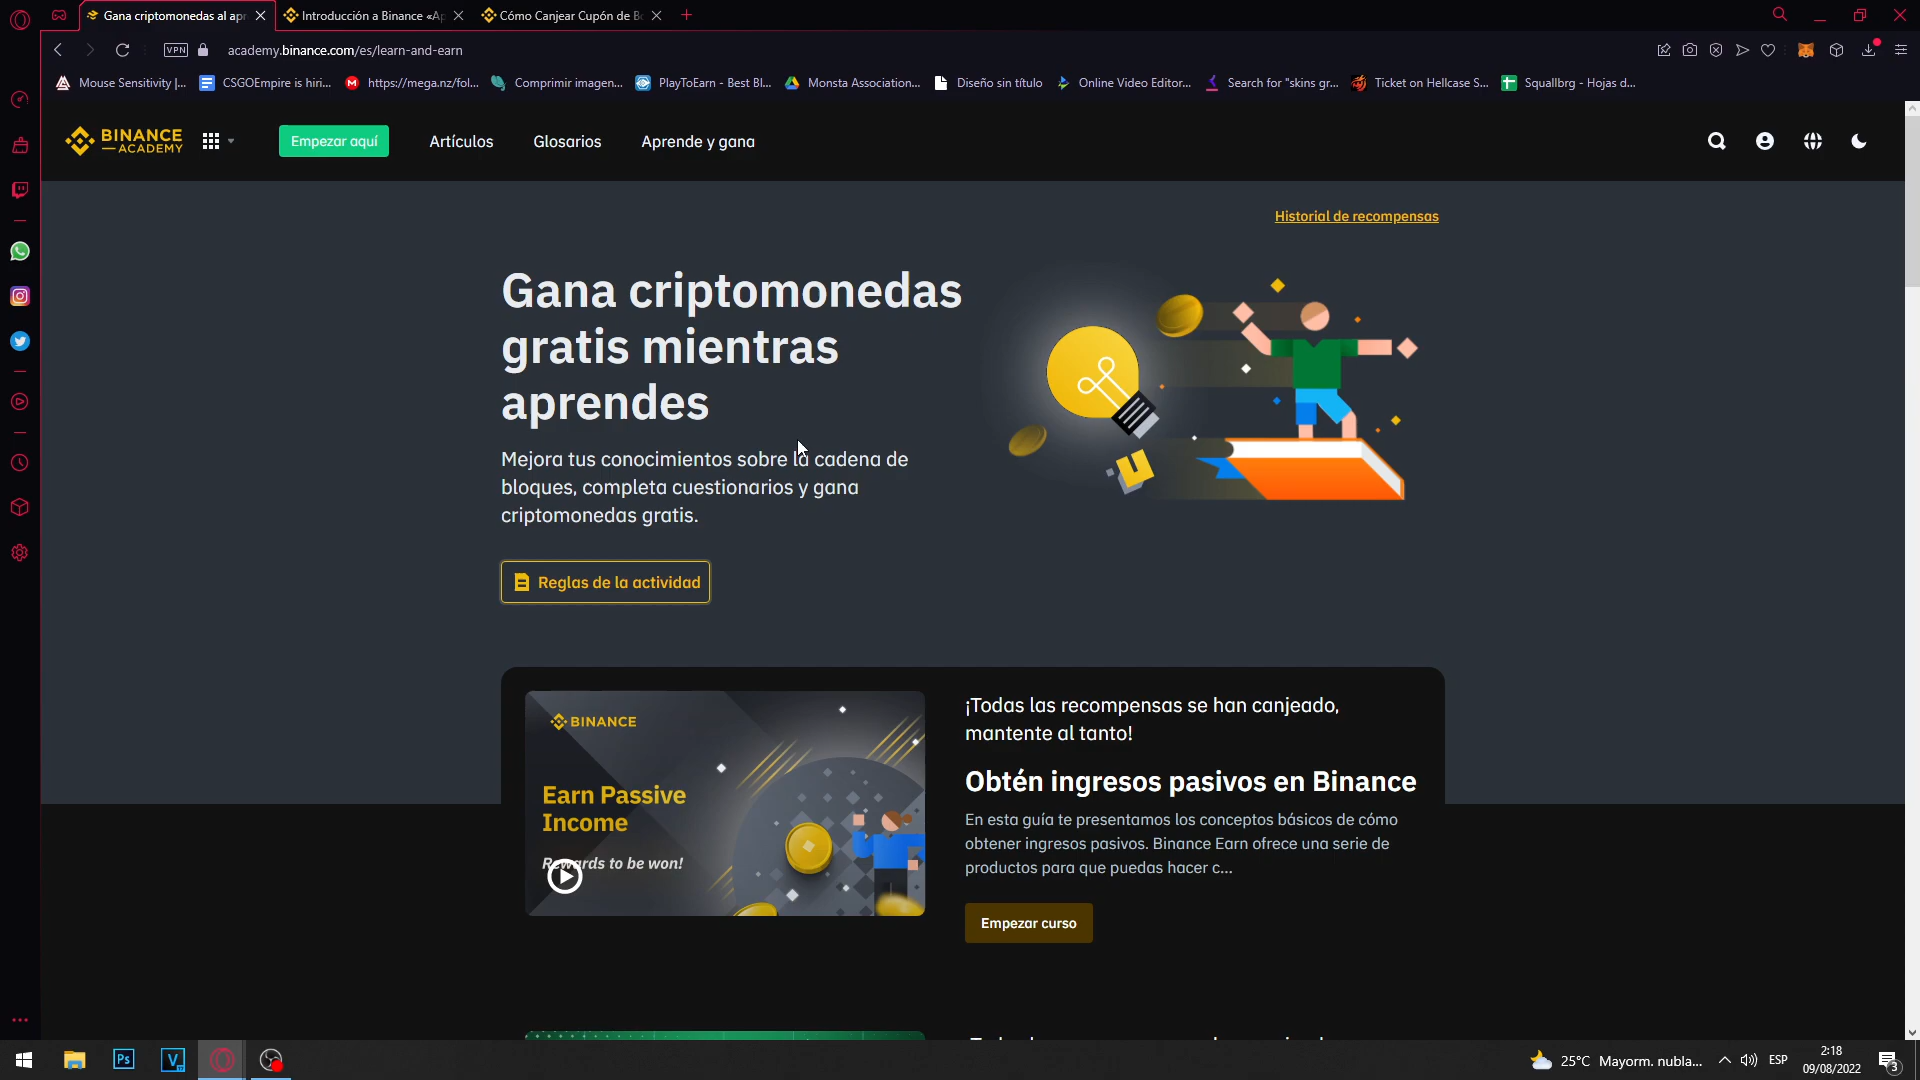 Gana criptomonedas al apr
Introducción a Binance «Ap
Cómo Canjear Cupón de B
VPN
academy.binance.com/es/learn-and-earn
Mouse Sensitivity |...
CSGOEmpire is hiri...
https://mega.nz/fol...
Comprimir imagen...
PlayToEarn - Best Bl...
Monsta Association...
Diseño sin título
Online Video Editor...
Search for "skins gr...
Ticket on Hellcase S...
Squallbrg - Hojas d...
BINANCE
ACADEMY
Empezar aquí
Artículos
Glosarios
Aprende y gana
Historial de recompensas
Gana criptomonedas
gratis mientras
aprendes
Mejora tus conocimientos sobre la cadena de
bloques, completa cuestionarios y gana
criptomonedas gratis.
Reglas de la actividad
BINANCE
Earn Passive
Income
Rewards to be won!
¡Todas las recompensas se han canjeado,
mantente al tanto!
Obtén ingresos pasivos en Binance
En esta guía te presentamos los conceptos básicos de cómo
obtener ingresos pasivos. Binance Earn ofrece una serie de
productos para que puedas hacer c...
Empezar curso
Ps
V
25°C Mayorm. nubla...
ESP
2:18
09/08/2022
3